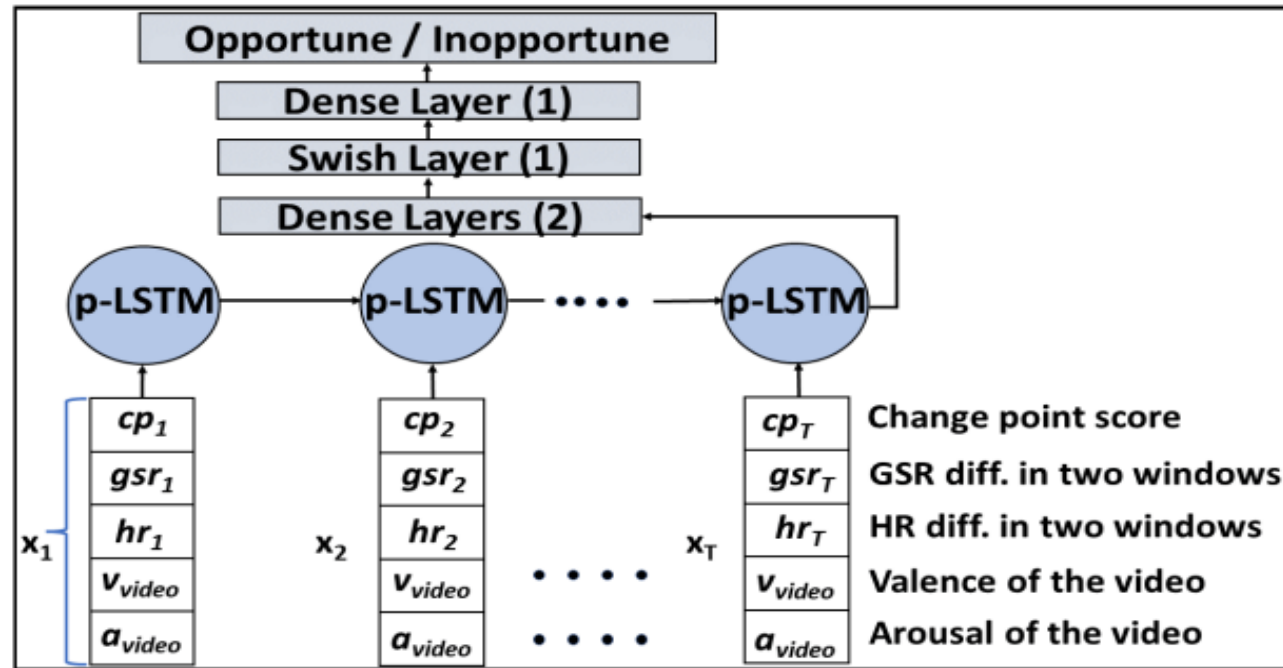 Opportune / Inopportune
Dense Layer (1)
Swish Layer (1)
Dense Layers (2)
p-LSTM p-LSTM p-LSTM
cp1 cp2 cpT Change point score
gsr1 gsr2 gsrT GSR diff. in two windows
x1 hr1 x2 hr2 xT hrT HR diff. in two windows
vvideo vvideo vvideo Valence of the video
avideo avideo avideo Arousal of the video